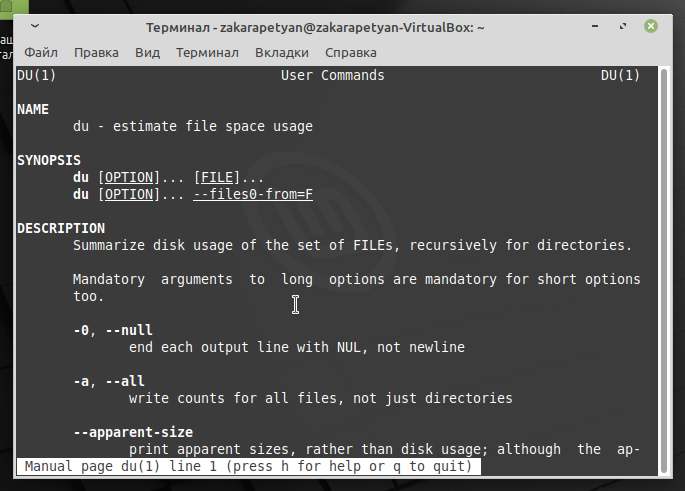 Терминал - zakarapetyan@zakarapetyan-VirtualBox: ~
Файл Правка Вид Терминал Вкладки Справка
DU(1) User Commands DU(1)
NAME
du - estimate file space usage
SYNOPSIS
du [OPTION]... [FILE]...
du [OPTION]... --files0-from=F
DESCRIPTION
Summarize disk usage of the set of FILEs, recursively for directories.
Mandatory arguments to long options are mandatory for short options
too.
-0, --null
end each output line with NUL, not newline
-a, --all
write counts for all files, not just directories
--apparent-size
print apparent sizes, rather than disk usage; although the ap-
Manual page du(1) line 1 (press h for help or q to quit)